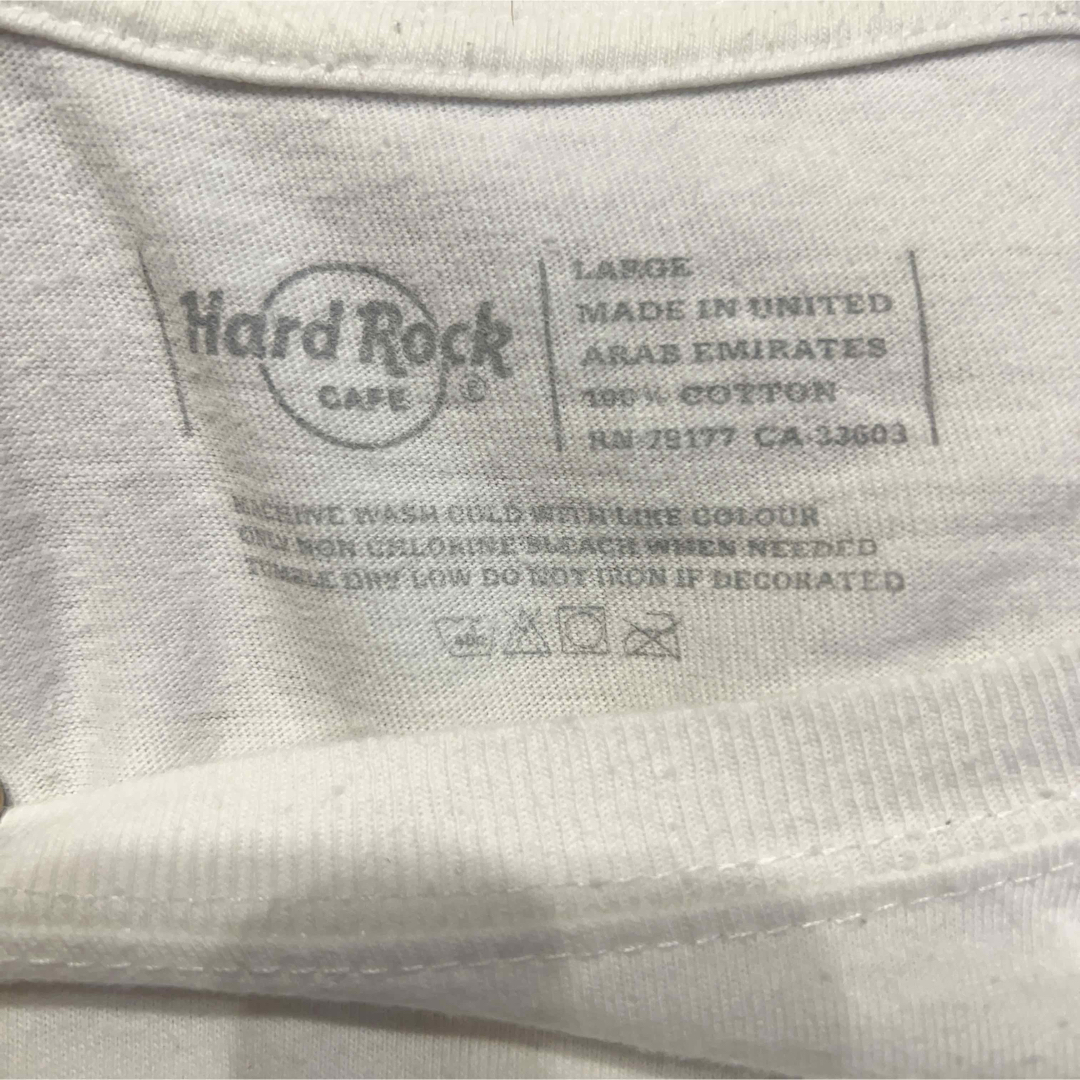 Hard Rock
CAFE ®
LARGE
MADE IN UNITED
ARAB EMIRATES
100% COTTON
RN-79177 CA-33603
MACHINE WASH COLD WITH LIKE COLOUR
ONLY NON CHLORINE BLEACH WHEN NEEDED
TUMBLE DRY LOW DO NOT IRON IF DECORATED